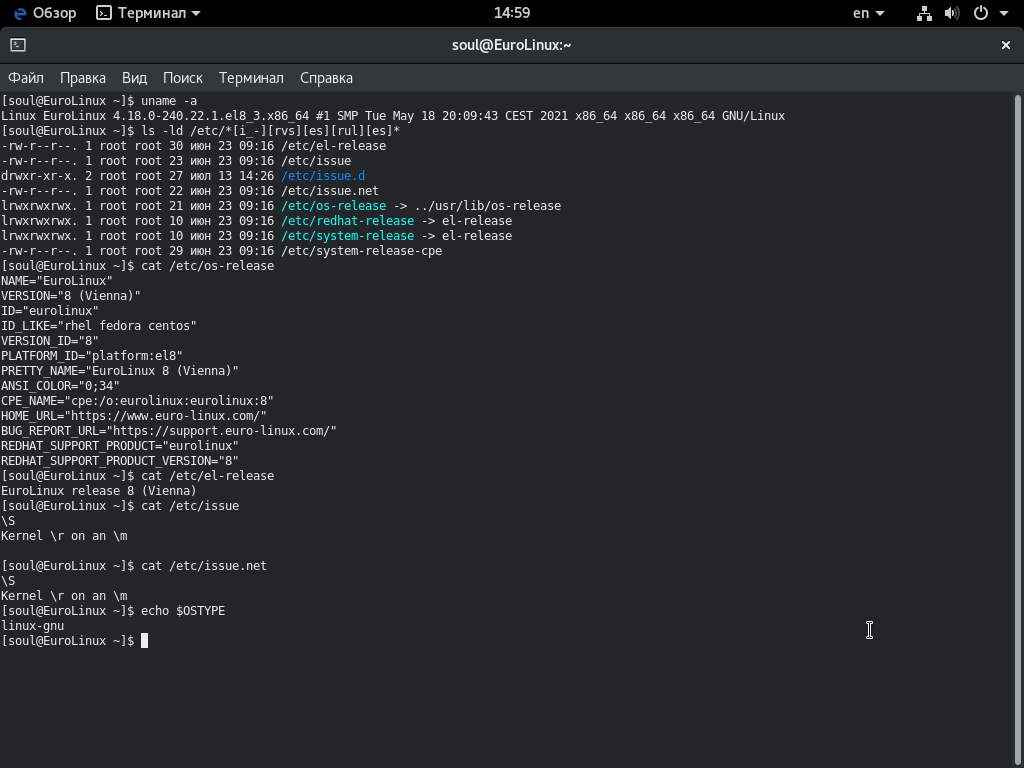 Обзор Терминал 14:59 en
soul@EuroLinux:~
Файл Правка Вид Поиск Терминал Справка
[soul@EuroLinux ~]$ uname -a
Linux EuroLinux 4.18.0-240.22.1.el8_3.x86_64 #1 SMP Tue May 18 20:09:43 CEST 2021 x86_64 x86_64 x86_64 GNU/Linux
[soul@EuroLinux ~]$ ls -ld /etc/*[i_-][rvs][es][rul][es]*
-rw-r--r--. 1 root root 30 июн 23 09:16 /etc/el-release
-rw-r--r--. 1 root root 23 июн 23 09:16 /etc/issue
drwxr-xr-x. 2 root root 27 июл 13 14:26 /etc/issue.d
-rw-r--r--. 1 root root 22 июн 23 09:16 /etc/issue.net
lrwxrwxrwx. 1 root root 21 июн 23 09:16 /etc/os-release -> ../usr/lib/os-release
lrwxrwxrwx. 1 root root 10 июн 23 09:16 /etc/redhat-release -> el-release
lrwxrwxrwx. 1 root root 10 июн 23 09:16 /etc/system-release -> el-release
-rw-r--r--. 1 root root 29 июн 23 09:16 /etc/system-release-cpe
[soul@EuroLinux ~]$ cat /etc/os-release
NAME="EuroLinux"
VERSION="8 (Vienna)"
ID="eurolinux"
ID_LIKE="rhel fedora centos"
VERSION_ID="8"
PLATFORM_ID="platform:el8"
PRETTY_NAME="EuroLinux 8 (Vienna)"
ANSI_COLOR="0;34"
CPE_NAME="cpe:/o:eurolinux:eurolinux:8"
HOME_URL="https://www.euro-linux.com/"
BUG_REPORT_URL="https://support.euro-linux.com/"
REDHAT_SUPPORT_PRODUCT="eurolinux"
REDHAT_SUPPORT_PRODUCT_VERSION="8"
[soul@EuroLinux ~]$ cat /etc/el-release
EuroLinux release 8 (Vienna)
[soul@EuroLinux ~]$ cat /etc/issue
\S
Kernel \r on an \m
[soul@EuroLinux ~]$ cat /etc/issue.net
\S
Kernel \r on an \m
[soul@EuroLinux ~]$ echo $OSTYPE
linux-gnu
[soul@EuroLinux ~]$